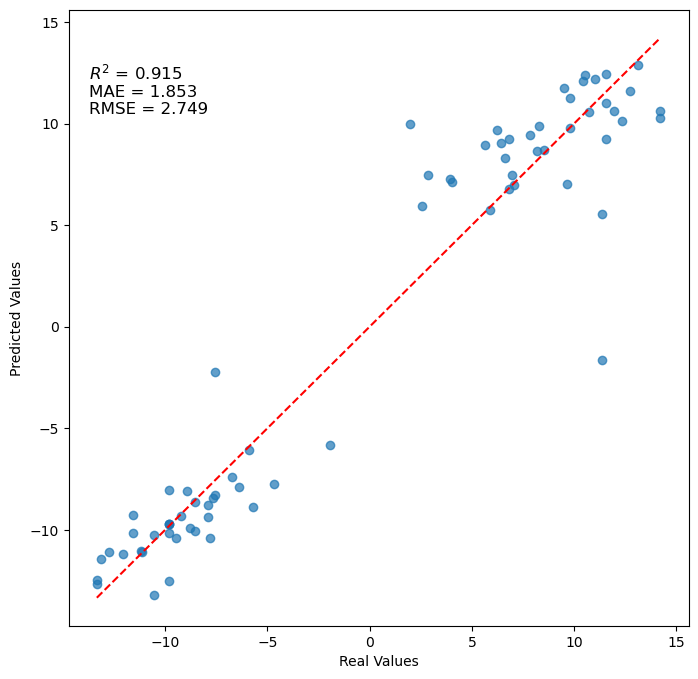 R² = 0.915
MAE = 1.853
RMSE = 2.749
15
10
5
0
−5
−10
Predicted Values
−10 −5 0 5 10 15
Real Values